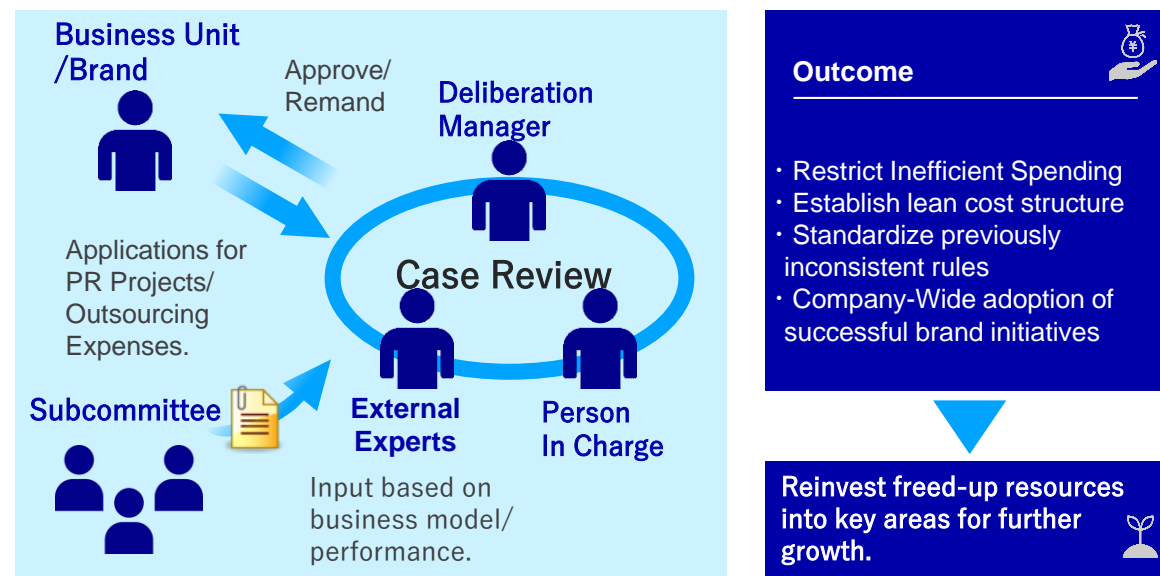 Business Unit
/Brand
Approve/
Remand
Deliberation
Manager
Applications for
PR Projects/
Outsourcing
Expenses.
Case Review
Subcommittee
External
Experts
Person
In Charge
Input based on
business model/
performance.
Outcome
¥
・Restrict Inefficient Spending
・Establish lean cost structure
・Standardize previously
inconsistent rules
・Company-Wide adoption of
successful brand initiatives
Reinvest freed-up resources
into key areas for further
growth.